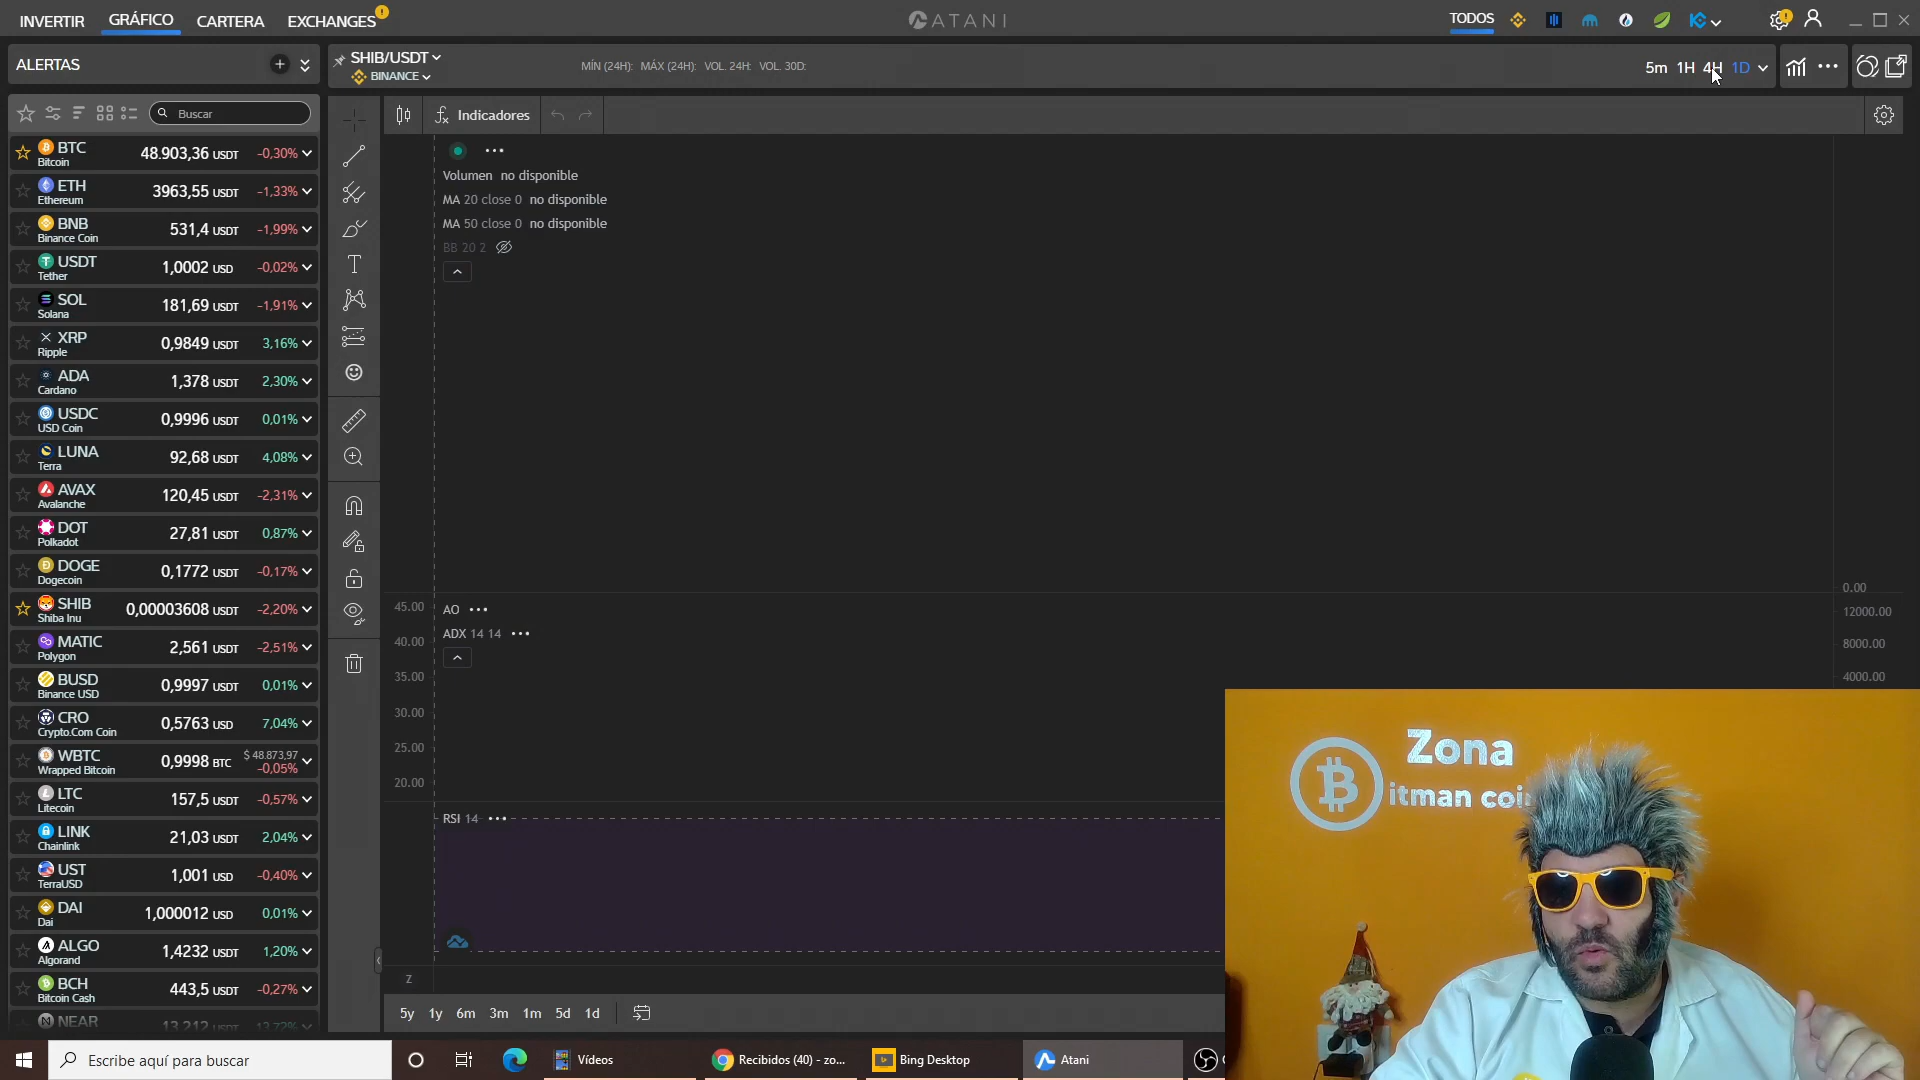 INVERTIR GRÁFICO CARTERA EXCHANGES
ATANI
TODOS
ALERTAS
SHIB/USDT
BINANCE
MÍN (24H): MÁX (24H): VOL. 24H: VOL. 30D:
5m 1H 4H 1D
Buscar
Indicadores
Volumen no disponible
MA 20 close 0 no disponible
MA 50 close 0 no disponible
BB 20 2
BTC 48.903,36 USDT -0,30%
Bitcoin
ETH 3963,55 USDT -1,33%
Ethereum
BNB 531,4 USDT -1,99%
Binance Coin
USDT 1,0002 USD -0,02%
Tether
SOL 181,69 USDT -1,91%
Solana
XRP 0,9849 USDT 3,16%
Ripple
ADA 1,378 USDT 2,30%
Cardano
USDC 0,9996 USDT 0,01%
USD Coin
LUNA 92,68 USDT 4,08%
Terra
AVAX 120,45 USDT -2,31%
Avalanche
DOT 27,81 USDT 0,87%
Polkadot
DOGE 0,1772 USDT -0,17%
Dogecoin
SHIB 0,00003608 USDT -2,20%
Shiba Inu
MATIC 2,561 USDT -2,51%
Polygon
BUSD 0,9997 USDT 0,01%
Binance USD
CRO 0,5763 USD 7,04%
Crypto.Com Coin
WBTC 0,9998 BTC $ 48.873,97
Wrapped Bitcoin -0,05%
LTC 157,5 USDT -0,57%
Litecoin
LINK 21,03 USDT 2,04%
Chainlink
UST 1,001 USD -0,40%
TerraUSD
DAI 1,000012 USD 0,01%
Dai
ALGO 1,4232 USDT 1,20%
Algorand
BCH 443,5 USDT -0,27%
Bitcoin Cash
NEAR 13,212 USDT 13,72%
0.00
45.00 AO 12000.00
40.00 ADX 14 14 8000.00
35.00 4000.00
30.00
25.00
20.00
RSI 14
Z
5y 1y 6m 3m 1m 5d 1d
Zona
itman coi
Escribe aquí para buscar
Vídeos
Recibidos (40) - zo...
Bing Desktop
Atani